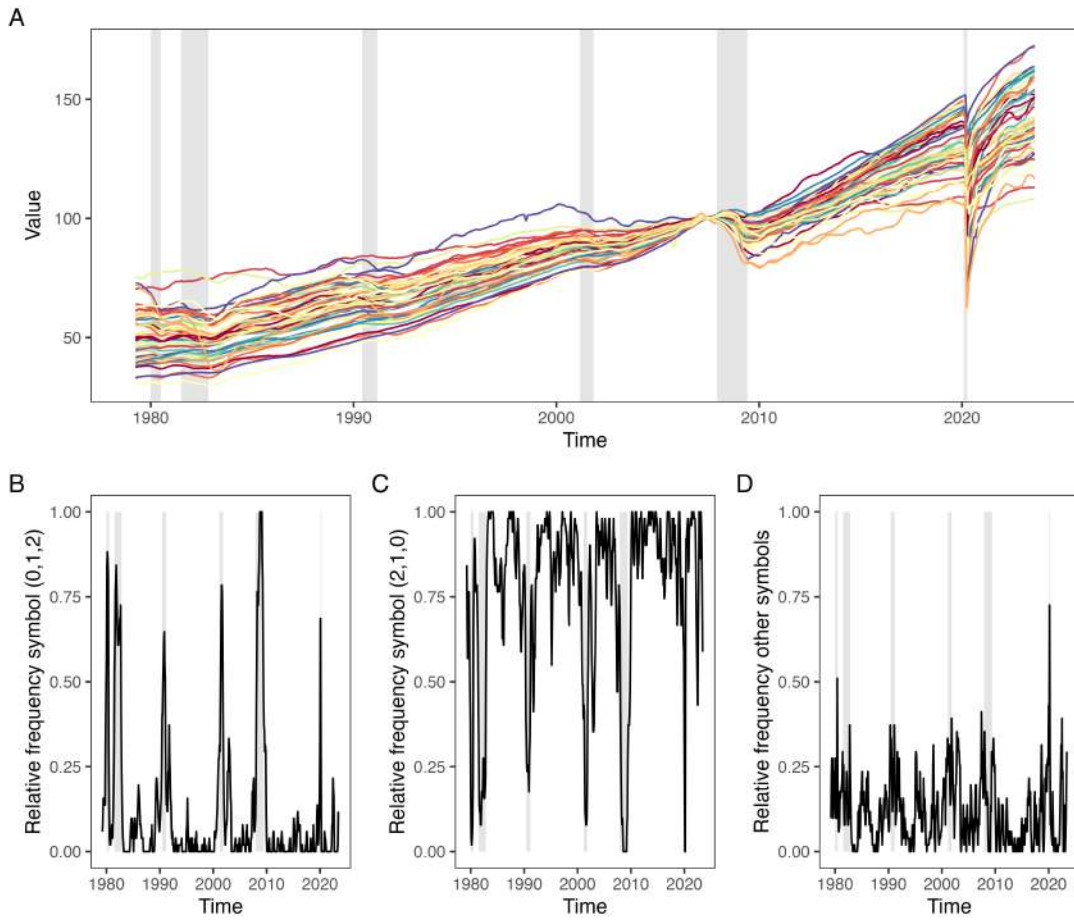 A
Value
150
100
50
1980
1990
2000
2010
2020
Time
B
Relative frequency symbol (0,1,2)
1.00
0.75
0.50
0.25
0.00
1980 1990 2000 2010 2020
Time
C
Relative frequency symbol (2,1,0)
1.00
0.75
0.50
0.25
0.00
1980 1990 2000 2010 2020
Time
D
Relative frequency other symbols
1.00
0.75
0.50
0.25
0.00
1980 1990 2000 2010 2020
Time